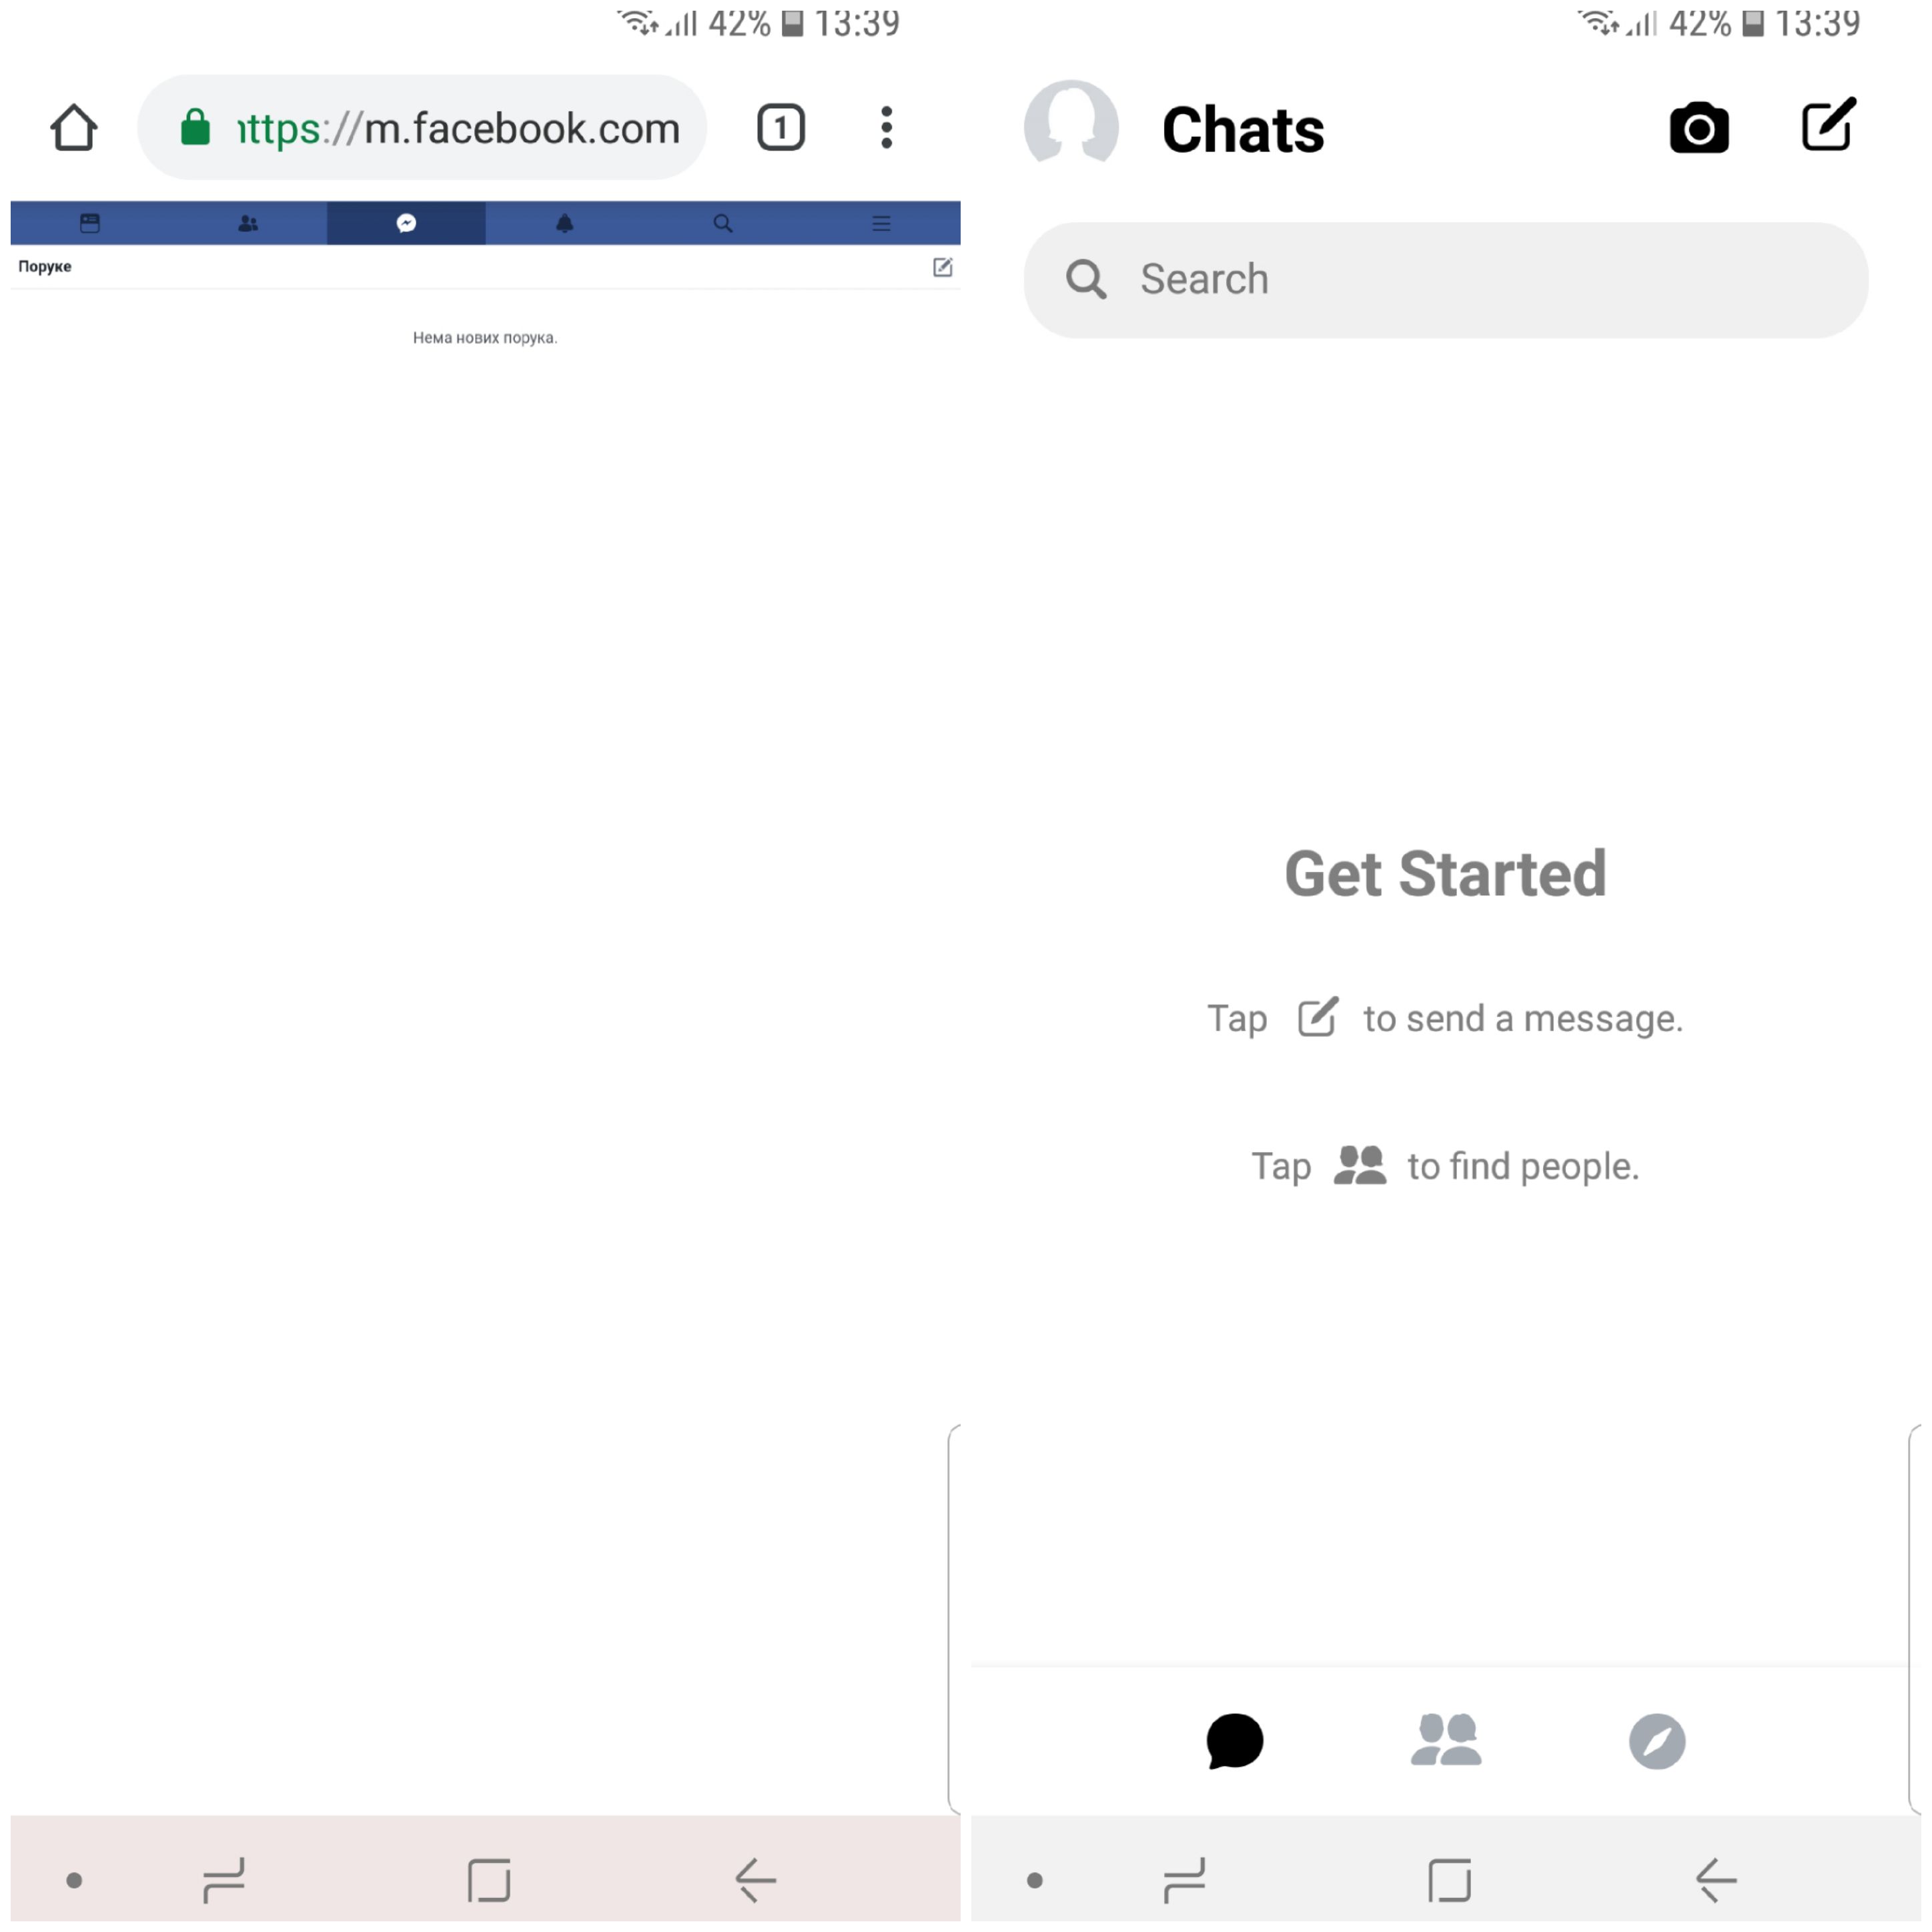 42% 13:39
https://m.facebook.com
1
Поруке
Нема нових порука.
42% 13:39
Chats
Search
Get Started
Tap to send a message.
Tap to find people.